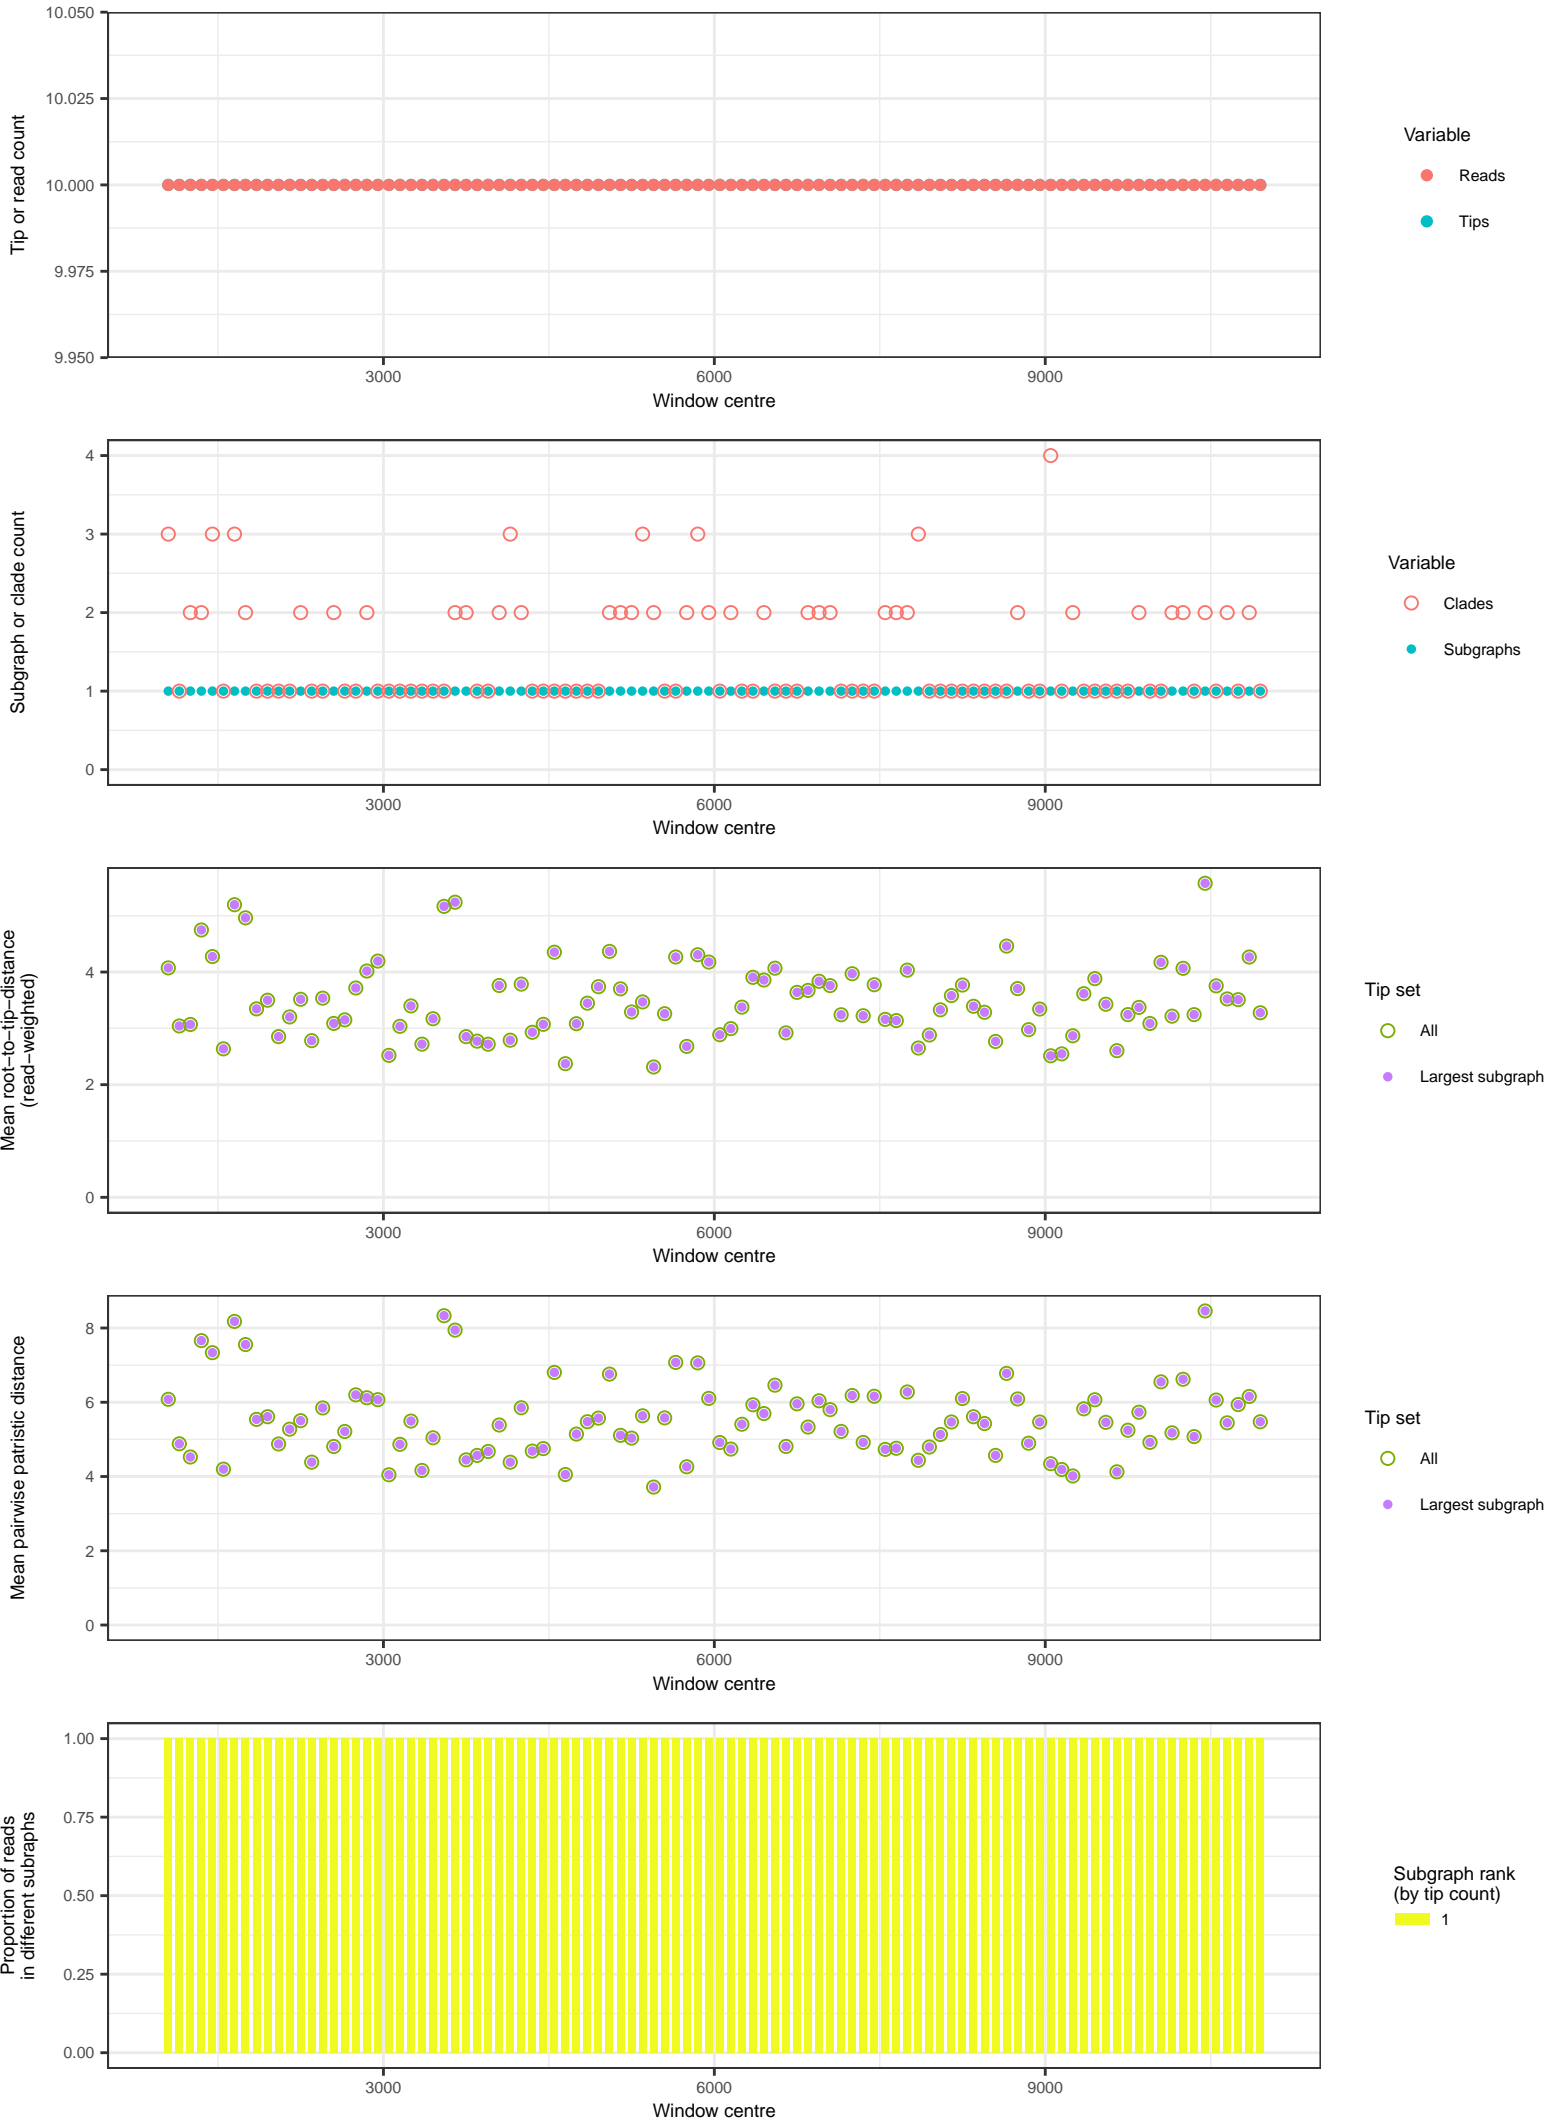 10.050
10.025
10.000
9.975
9.950
Tip or read count
3000
6000
9000
Window centre
Variable
Reads
Tips
4
3
2
1
0
Subgraph or clade count
3000
6000
9000
Window centre
Variable
Clades
Subgraphs
4
2
0
Mean root−to−tip−distance
(read−weighted)
3000
6000
9000
Window centre
Tip set
All
Largest subgraph
8
6
4
2
0
Mean pairwise patristic distance
3000
6000
9000
Window centre
Tip set
All
Largest subgraph
1.00
0.75
0.50
0.25
0.00
Proportion of reads
in different subraphs
3000
6000
9000
Window centre
Subgraph rank
(by tip count)
1